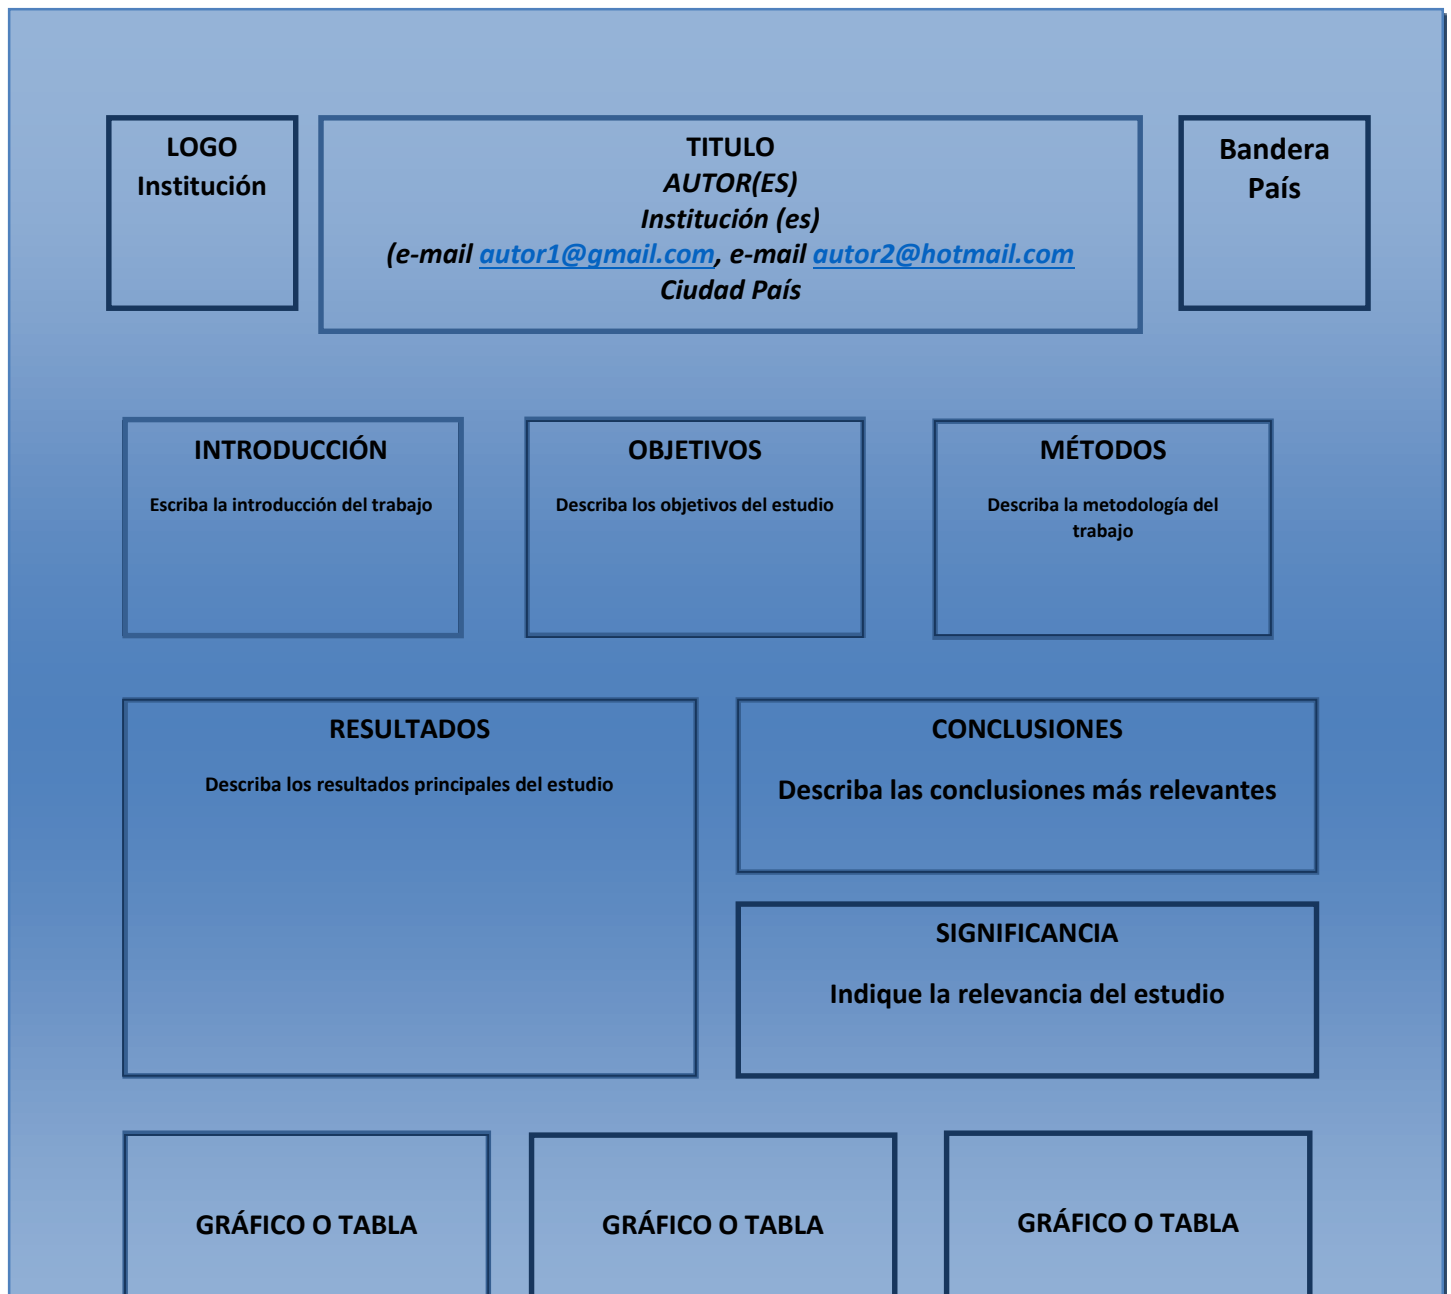 LOGO
Institución
TITULO
AUTOR(ES)
Institución (es)
(e-mail autor1@gmail.com, e-mail autor2@hotmail.com
Ciudad País
Bandera
País
INTRODUCCIÓN
Escriba la introducción del trabajo
OBJETIVOS
Describa los objetivos del estudio
MÉTODOS
Describa la metodología del
trabajo
RESULTADOS
Describa los resultados principales del estudio
CONCLUSIONES
Describa las conclusiones más relevantes
SIGNIFICANCIA
Indique la relevancia del estudio
GRÁFICO O TABLA
GRÁFICO O TABLA
GRÁFICO O TABLA